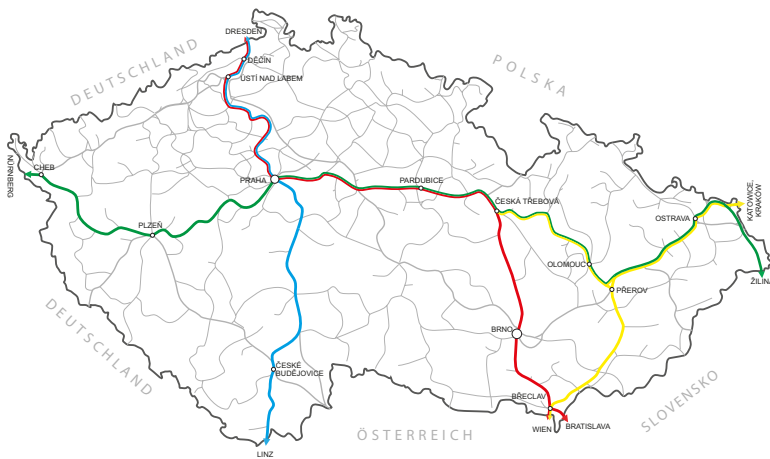 DRESDEN
DEUTSCHLAND
DĚČÍN
POLSKA
ÚSTÍ NAD LABEM
CHEB
NÜRNBERG
PRAHA
PARDUBICE
KATOWICE,
KRAKÓW
ČESKÁ TŘEBOVÁ
OSTRAVA
PLZEŇ
OLOMOUC
ŽILINA
PŘEROV
DEUTSCHLAND
BRNO
ČESKÉ
BUDĚJOVICE
SLOVENSKO
BŘECLAV
WIEN
BRATISLAVA
ÖSTERREICH
LINZ